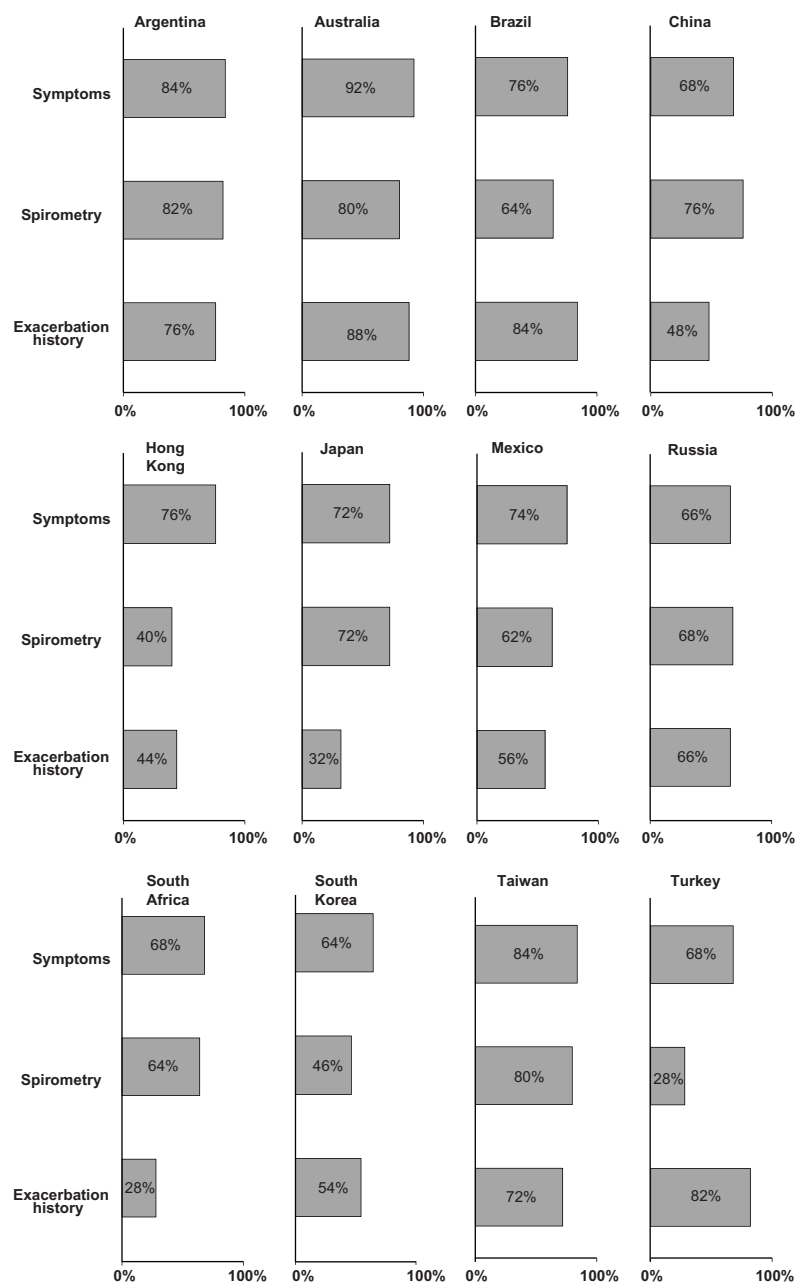 Argentina
Australia
Brazil
China
Symptoms
84%
92%
76%
68%
Spirometry
82%
80%
64%
76%
Exacerbation
history
76%
88%
84%
48%
0%
100%
0%
100%
0%
100%
0%
100%
Hong
Kong
Japan
Mexico
Russia
Symptoms
76%
72%
74%
66%
Spirometry
40%
72%
62%
68%
Exacerbation
history
44%
32%
56%
66%
0%
100%
0%
100%
0%
100%
0%
100%
South
Africa
South
Korea
Taiwan
Turkey
Symptoms
68%
64%
84%
68%
Spirometry
64%
46%
80%
28%
Exacerbation
history
28%
54%
72%
82%
0%
100%
0%
100%
0%
100%
0%
100%